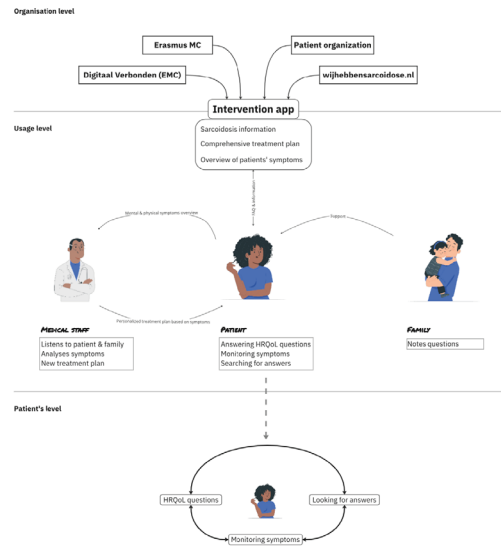 Organisation level
Erasmus MC
Patient organization
Digitaal Verbonden (EMC)
wijhebbensarcoidose.nl
Intervention app
Usage level
Sarcoidosis information
Comprehensive treatment plan
Overview of patients' symptoms
FAQ & information
Mental & physical symptoms overview
Support
Personalized treatment plan based on symptoms
Medical staff
Patient
Family
Listens to patient & family
Analyses symptoms
New treatment plan
Answering HRQoL questions
Monitoring symptoms
Searching for answers
Notes questions
Patient's level
HRQoL questions
Looking for answers
Monitoring symptoms